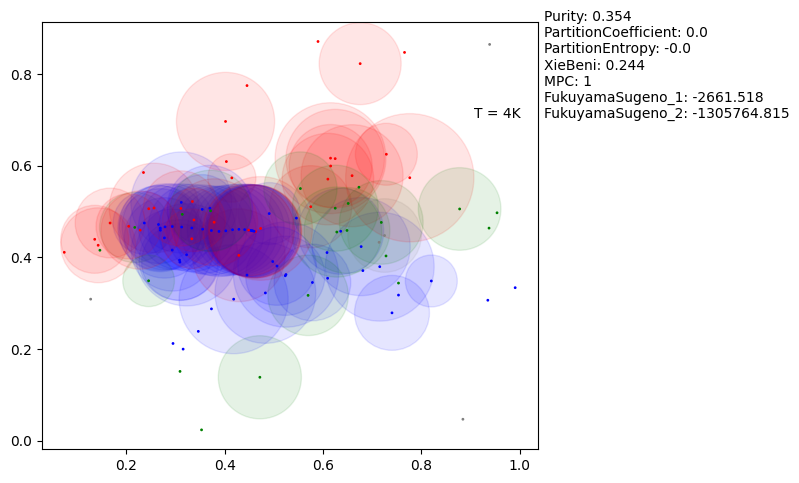 Purity: 0.354
PartitionCoefficient: 0.0
PartitionEntropy: -0.0
XieBeni: 0.244
MPC: 1
FukuyamaSugeno_1: -2661.518
FukuyamaSugeno_2: -1305764.815
T = 4K
0.8
0.6
0.4
0.2
0.0
0.2
0.4
0.6
0.8
1.0